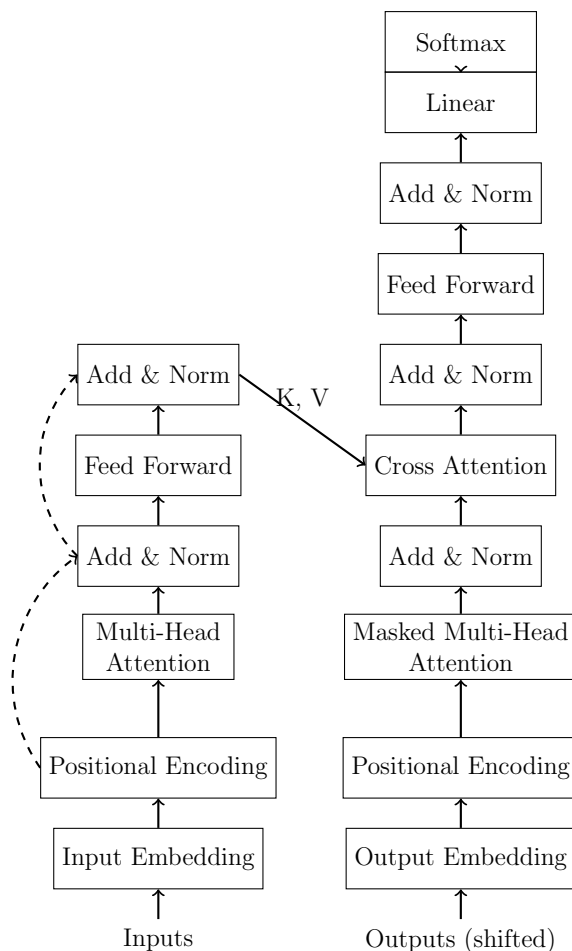 Softmax
Linear
Add & Norm
Feed Forward
Add & Norm
Add & Norm
K, V
Feed Forward
Cross Attention
Add & Norm
Add & Norm
Multi-Head
Attention
Masked Multi-Head
Attention
Positional Encoding
Positional Encoding
Input Embedding
Output Embedding
Inputs
Outputs (shifted)